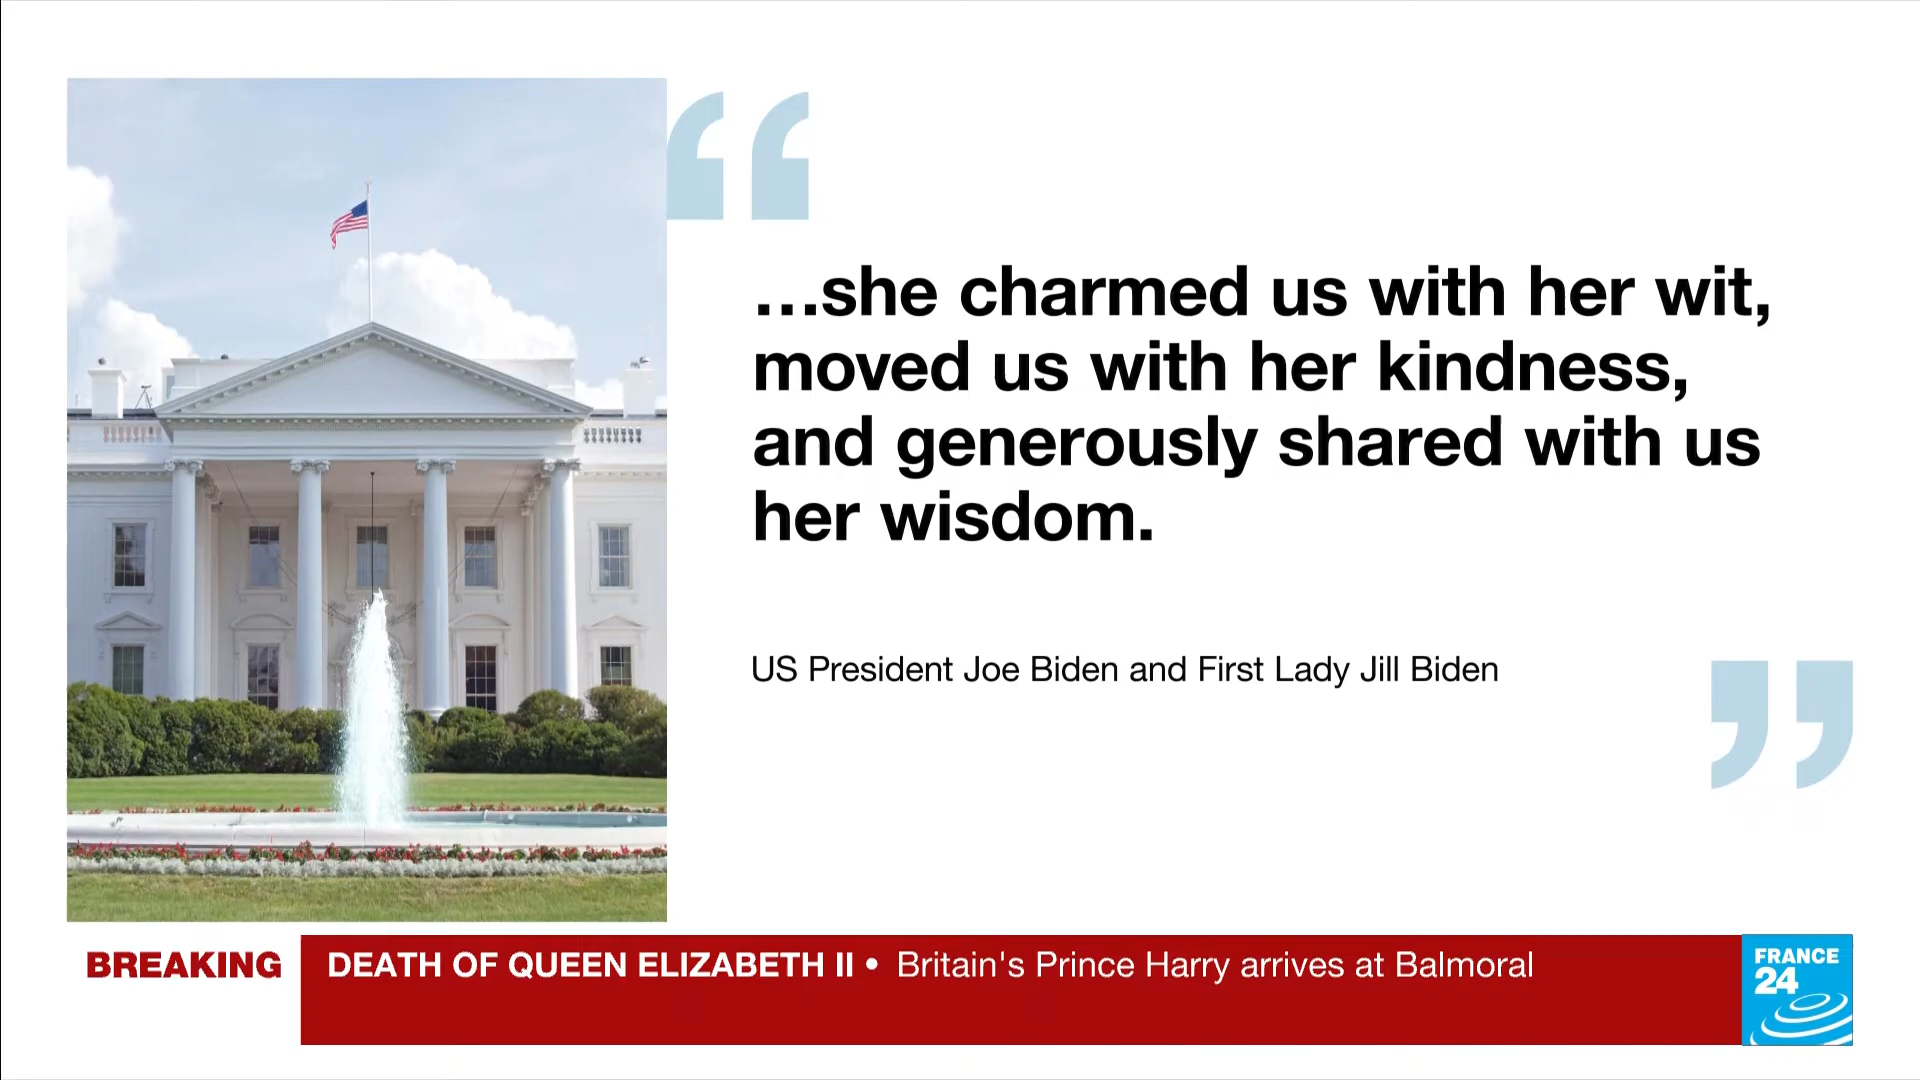 …she charmed us with her wit,
moved us with her kindness,
and generously shared with us
her wisdom.
US President Joe Biden and First Lady Jill Biden
BREAKING
DEATH OF QUEEN ELIZABETH II • Britain's Prince Harry arrives at Balmoral
FRANCE
24